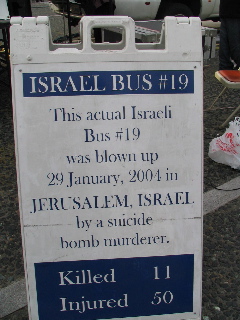 ISRAEL BUS #19
This actual Israeli
Bus #19
was blown up
29 January, 2004 in
JERUSALEM, ISRAEL
by a suicide
bomb murderer.
Killed 11
Injured 50